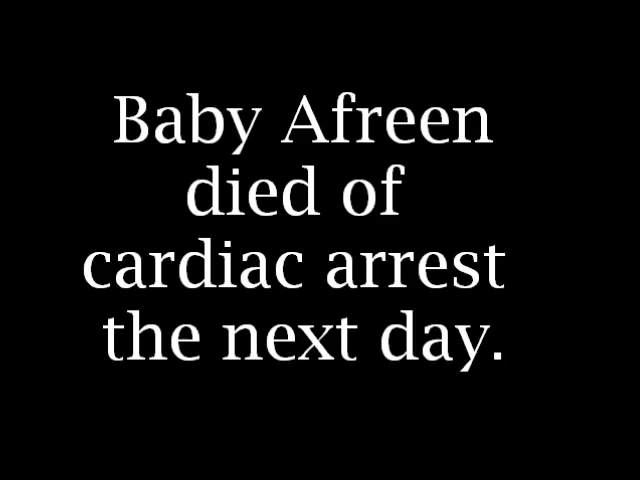 Baby Afreen
died of
cardiac arrest
the next day.